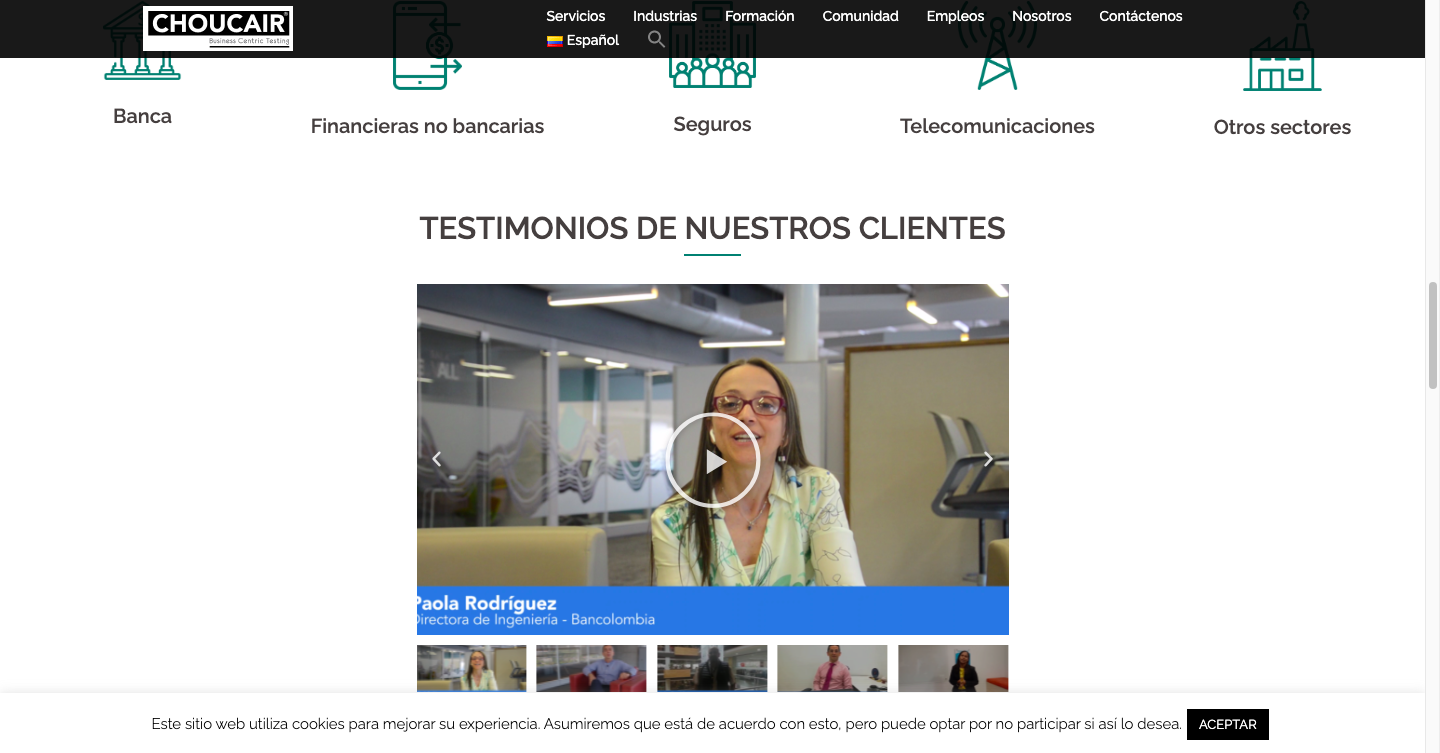 CHOUCAIR
Business Centric Testing
Servicios Industrias Formación Comunidad Empleos Nosotros Contáctenos
Español
Banca
Financieras no bancarias
Seguros
Telecomunicaciones
Otros sectores
TESTIMONIOS DE NUESTROS CLIENTES
ALL
Paola Rodríguez
Directora de Ingeniería - Bancolombia
Este sitio web utiliza cookies para mejorar su experiencia. Asumiremos que está de acuerdo con esto, pero puede optar por no participar si así lo desea. ACEPTAR